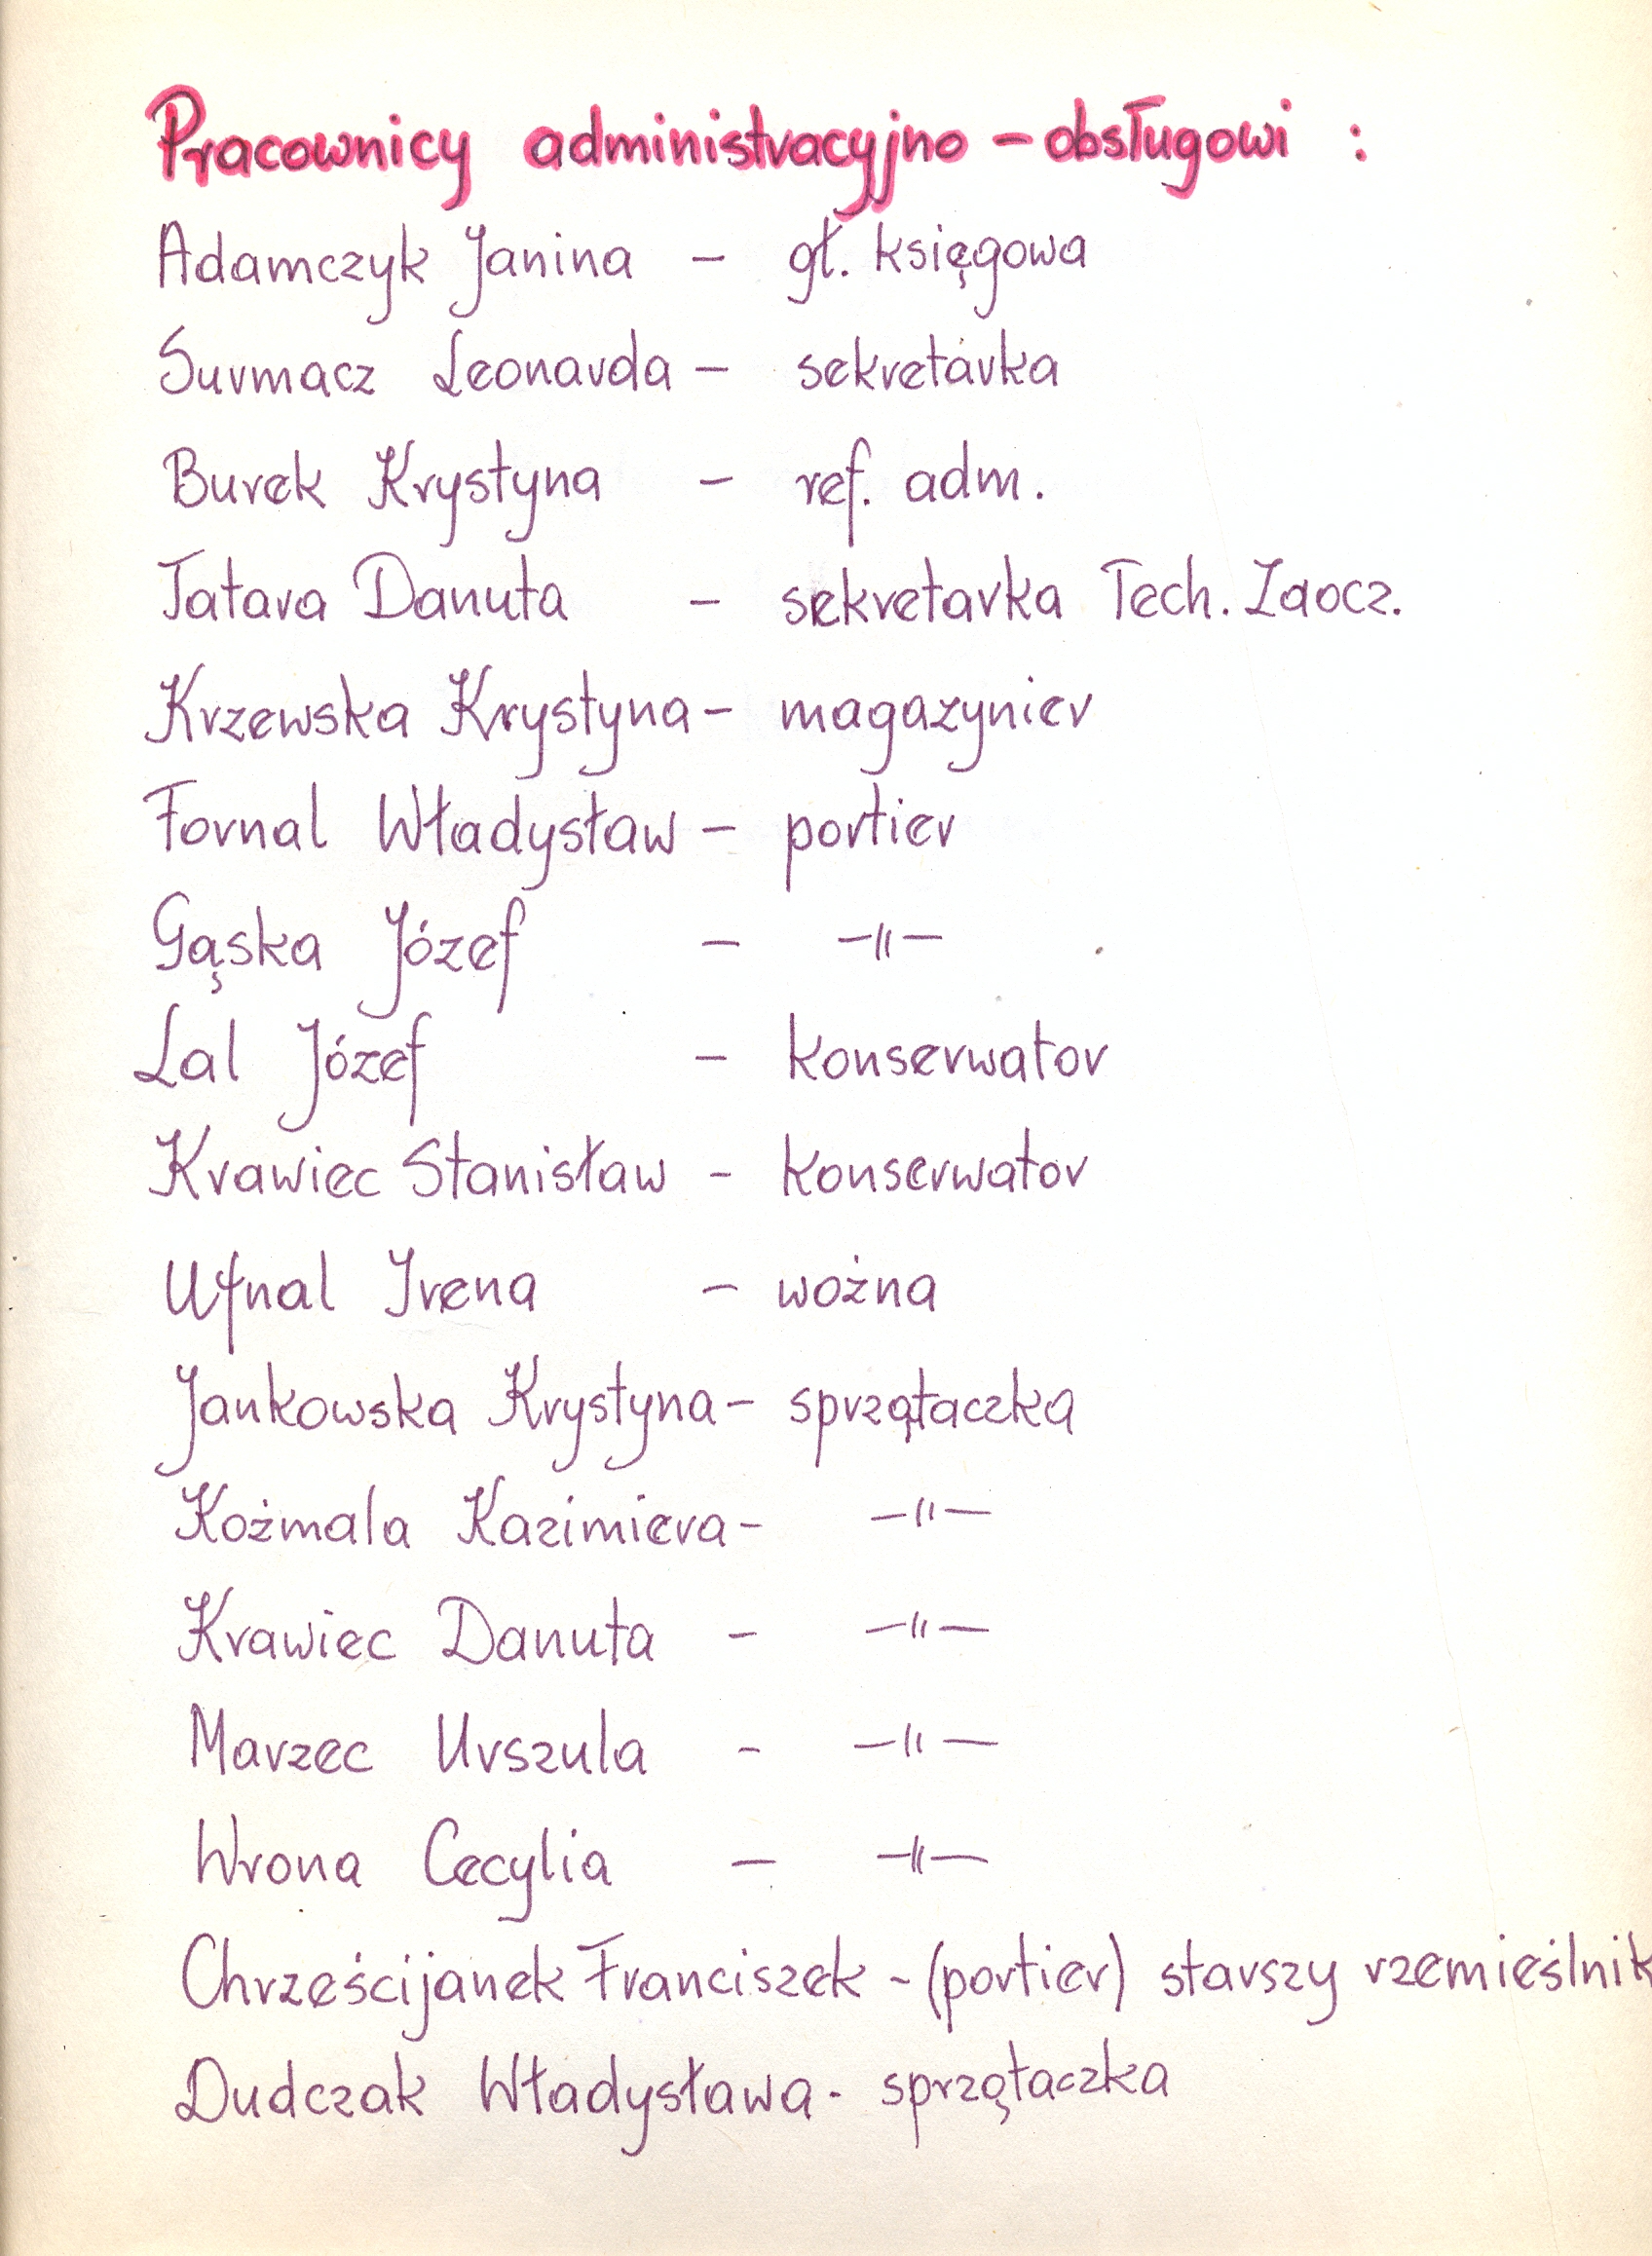 Pracownicy administracyjno - obsługowi :
Adamczyk Janina - gł. księgowa
Surmacz Leonarda - sekretarka
Burek Krystyna - ref. adm.
Tatara Danuta - sekretarka Tech. Zaocz.
Krzewska Krystyna - magazynier
Fornal Władysław - portier
Gąska Józef - -"-
Lal Józef - konserwator
Krawiec Stanisław - konserwator
Ufnal Irena - woźna
Jankowska Krystyna - sprzątaczka
Koźmala Kazimiera - -"-
Krawiec Danuta - -"-
Marzec Urszula - -"-
Wrona Cecylia - -"-
Chrześcijanek Franciszek - (portier) starszy rzemieślnik
Dudczak Władysława - sprzątaczka